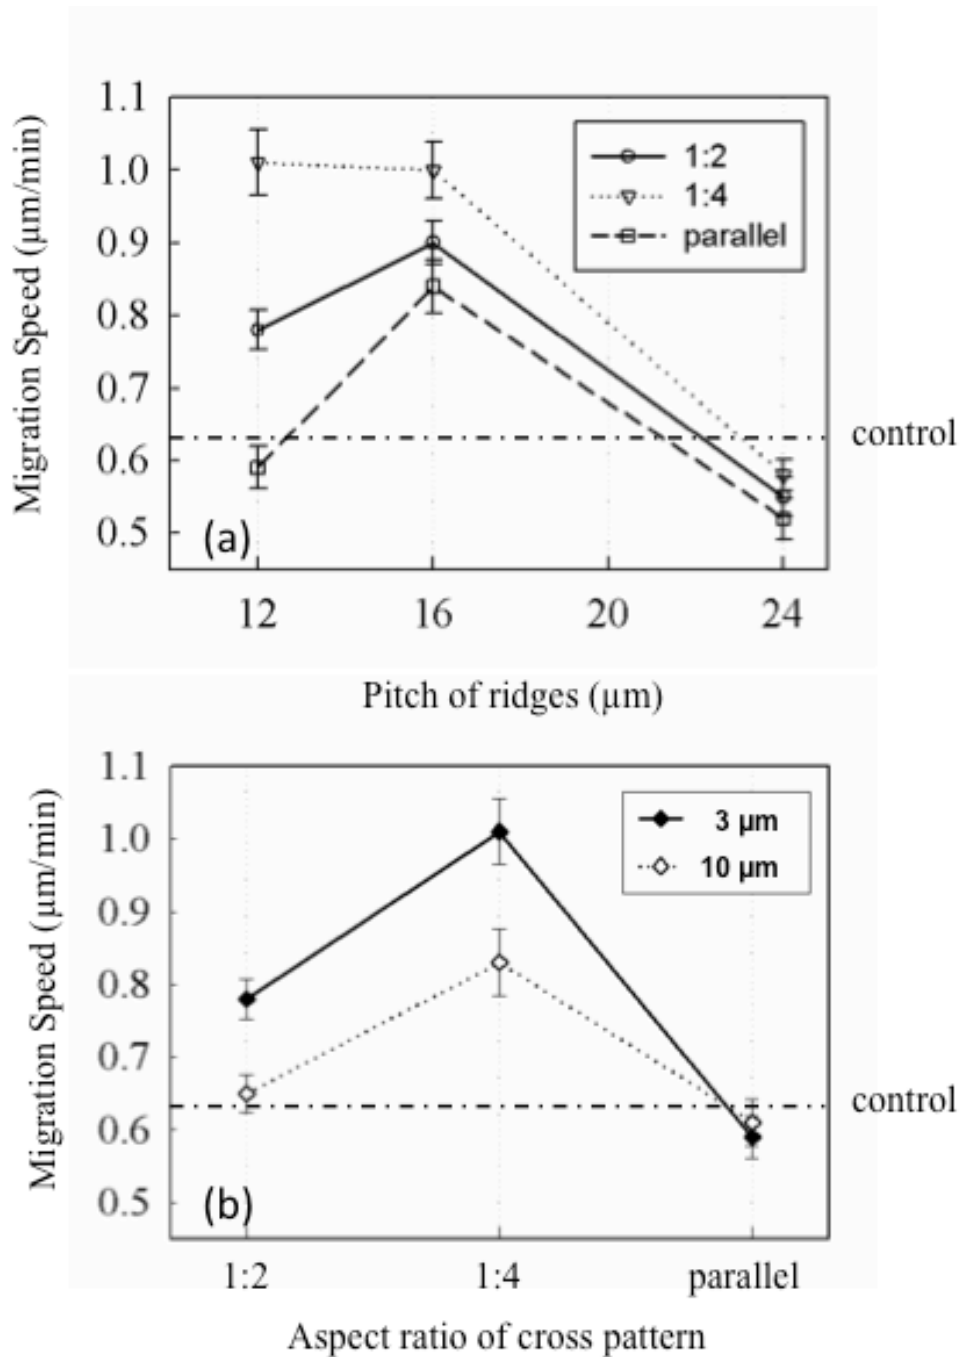 Migration Speed (µm/min)
1.1
1.0
0.9
0.8
0.7
0.6
0.5
1:2
1:4
parallel
control
(a)
12 16 20 24
Pitch of ridges (µm)
Migration Speed (µm/min)
1.1
1.0
0.9
0.8
0.7
0.6
0.5
3 µm
10 µm
control
(b)
1:2 1:4 parallel
Aspect ratio of cross pattern